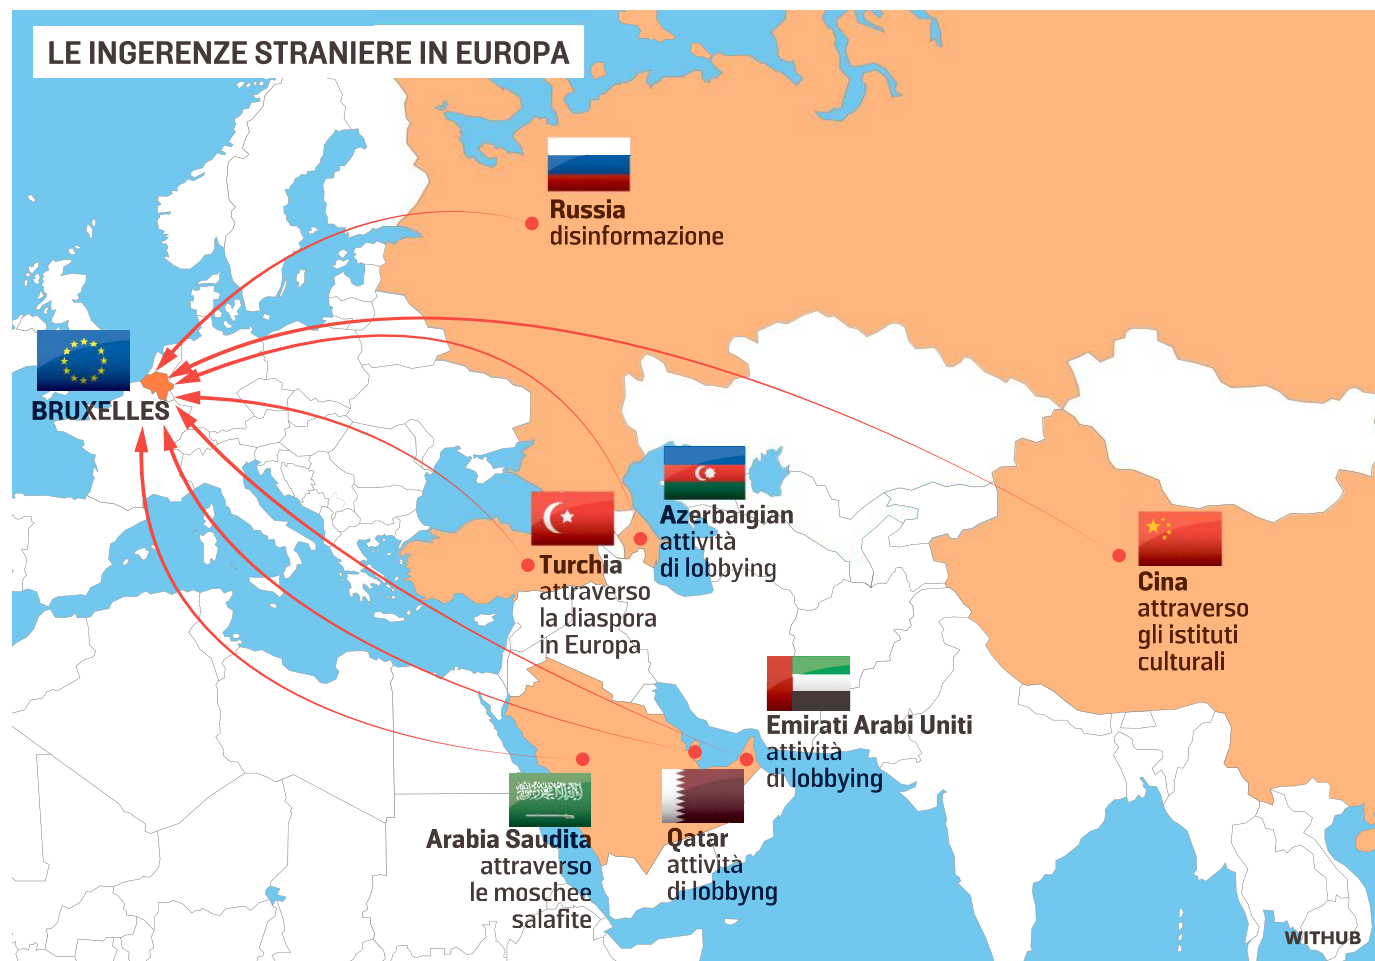 LE INGERENZE STRANIERE IN EUROPA
Russia
disinformazione
BRUXELLES
Azerbaigian
attività
di lobbying
Turchia
attraverso
la diaspora
in Europa
Cina
attraverso
gli istituti
culturali
Emirati Arabi Uniti
attività
di lobbying
Arabia Saudita
attraverso
le moschee
salafite
Qatar
attività
di lobbyng
WITHUB